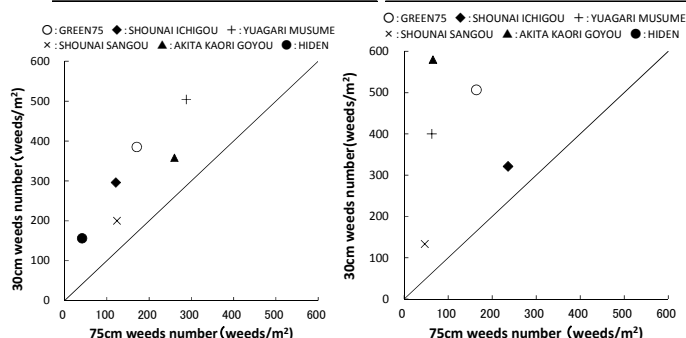 ○:GREEN75 ◆:SHOUNAI ICHIGOU +:YUAGARI MUSUME
×:SHOUNAI SANGOU ▲:AKITA KAORI GOYOU ●:HIDEN
600
500
400
300
200
100
0
30cm weeds number(weeds/m²)
0 100 200 300 400 500 600
75cm weeds number(weeds/m²)
○:GREEN75 ◆:SHOUNAI ICHIGOU +:YUAGARI MUSUME
×:SHOUNAI SANGOU ▲:AKITA KAORI GOYOU ●:HIDEN
600
500
400
300
200
100
0
30cm weeds number(weeds/m²)
0 100 200 300 400 500 600
75cm weeds number (weeds/m²)